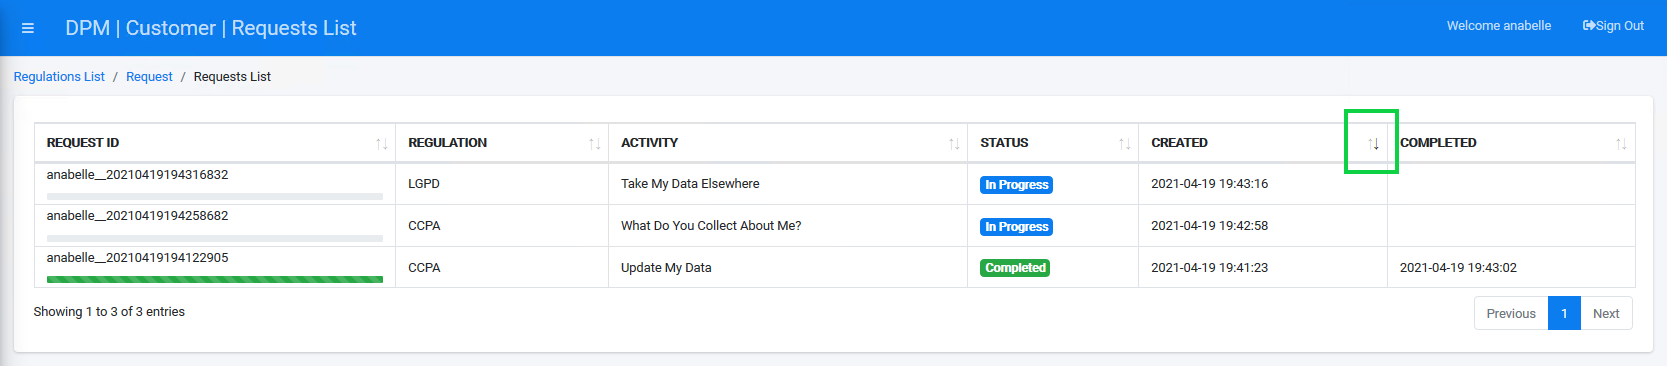 DPM | Customer | Requests List
Welcome anabelle
Sign Out
Regulations List / Request / Requests List
REQUEST ID REGULATION ACTIVITY STATUS CREATED COMPLETED
anabelle__20210419194316832 LGPD Take My Data Elsewhere In Progress 2021-04-19 19:43:16
anabelle__20210419194258682 CCPA What Do You Collect About Me? In Progress 2021-04-19 19:42:58
anabelle__20210419194122905 CCPA Update My Data Completed 2021-04-19 19:41:23 2021-04-19 19:43:02
Showing 1 to 3 of 3 entries
Previous 1 Next